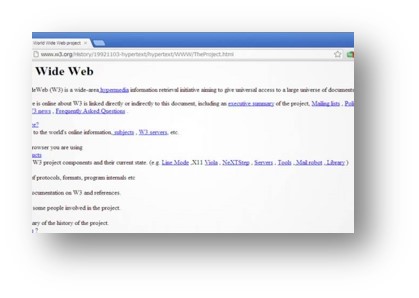 World Wide Web project
www.w3.org/History/19921103-hypertext/hypertext/WWW/TheProject.html
Wide Web
deWeb (W3) is a wide-area hypermedia information retrieval initiative aiming to give universal access to a large universe of documents
e is online about W3 is linked directly or indirectly to this document, including an executive summary of the project, Mailing lists , Poli
3 news , Frequently Asked Questions .
e?
to the world's online information, subjects , W3 servers, etc.
rowser you are using
W3 project components and their current state. (e.g. Line Mode ,X11 Viola , NeXTStep , Servers , Tools , Mail robot , Library )
f protocols, formats, program internals etc
ocumentation on W3 and references.
some people involved in the project.
ary of the history of the project.